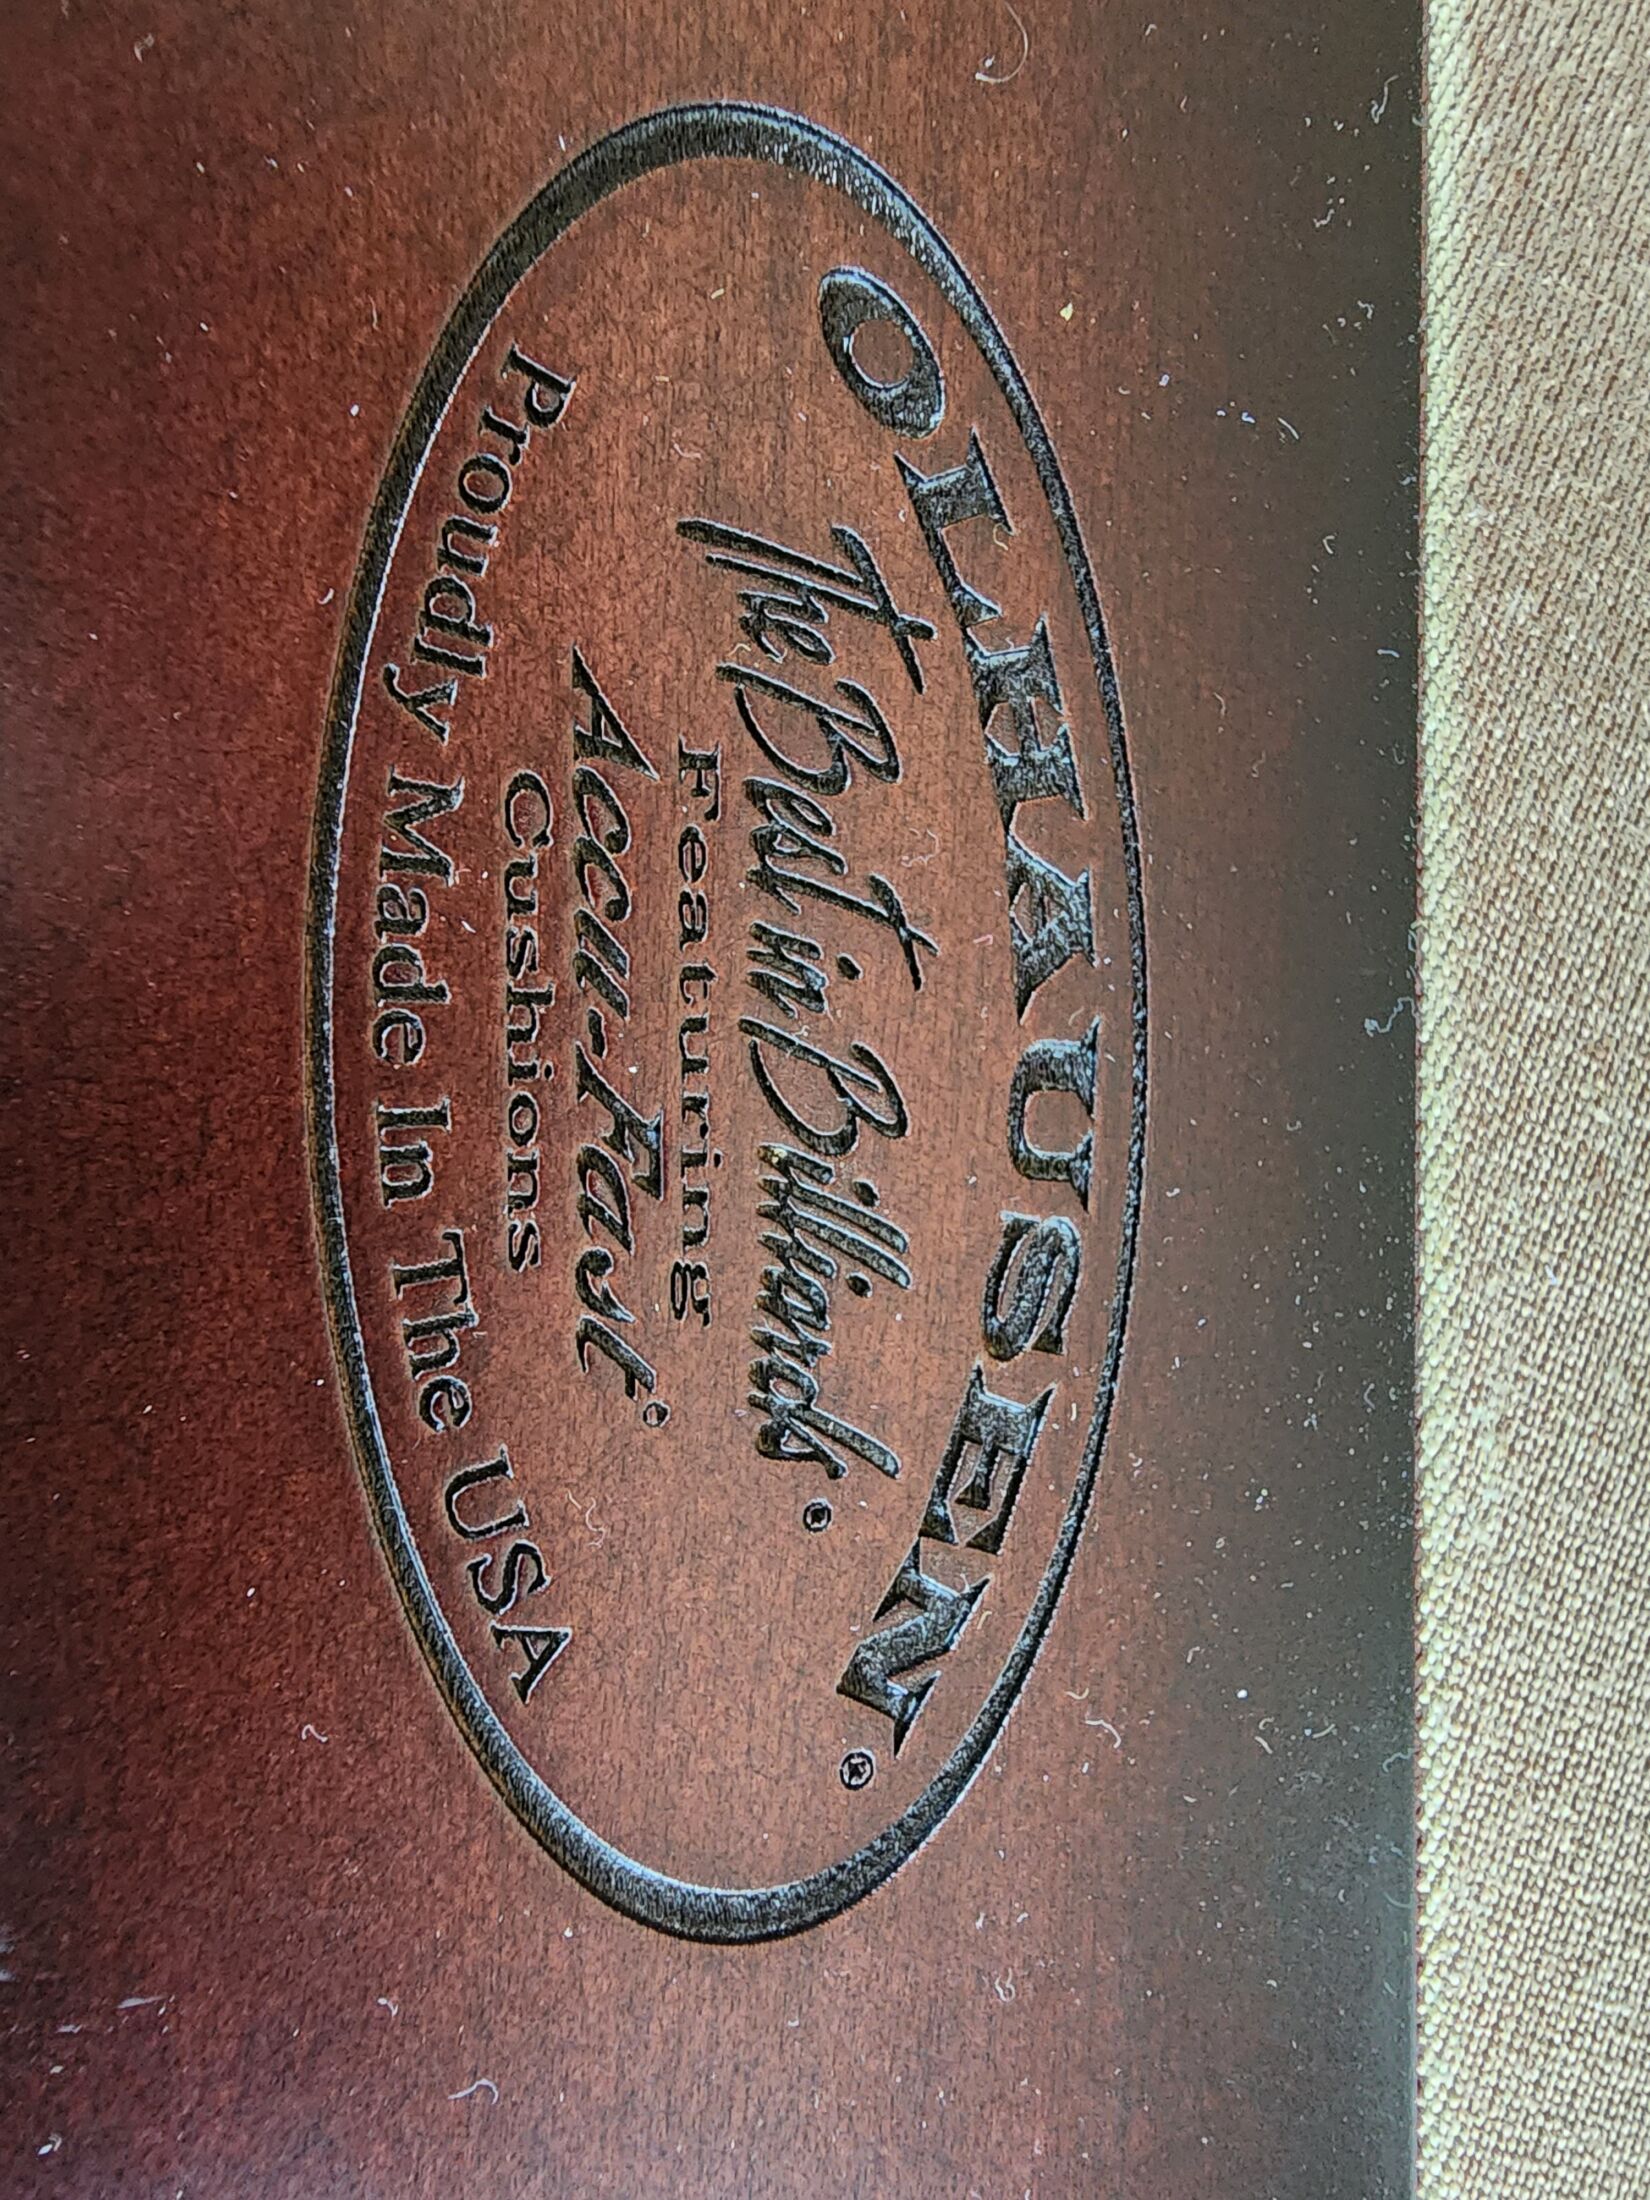 OLHAUSEN®
The Best in Billiards®
Featuring
Accu-Fast®
Cushions
Proudly Made In The USA